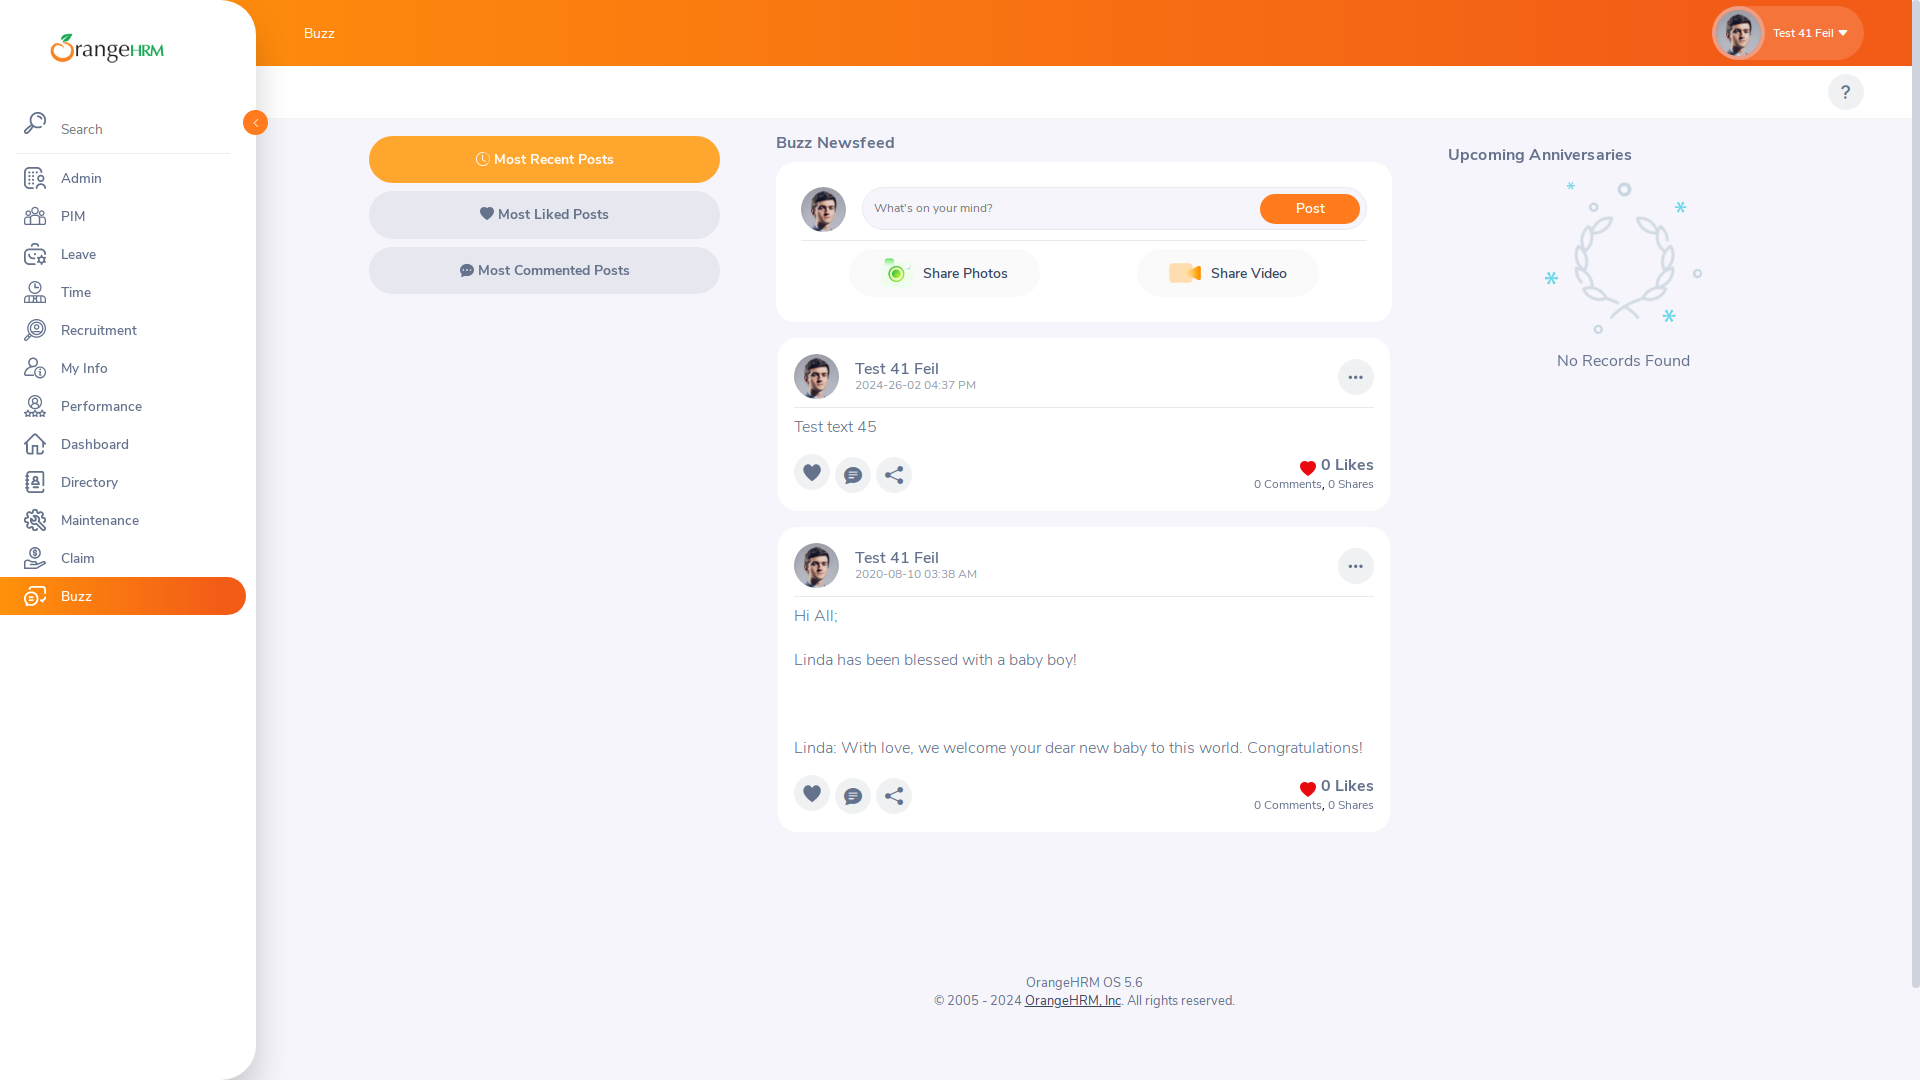 OrangeHRM
Search
Admin
PIM
Leave
Time
Recruitment
My Info
Performance
Dashboard
Directory
Maintenance
Claim
Buzz
Buzz
Test 41 Feil
?
Most Recent Posts
Most Liked Posts
Most Commented Posts
Buzz Newsfeed
What's on your mind?
Post
Share Photos
Share Video
Test 41 Feil
2024-26-02 04:37 PM
Test text 45
0 Likes
0 Comments, 0 Shares
Test 41 Feil
2020-08-10 03:38 AM
Hi All;
Linda has been blessed with a baby boy!
Linda: With love, we welcome your dear new baby to this world. Congratulations!
0 Likes
0 Comments, 0 Shares
Upcoming Anniversaries
No Records Found
OrangeHRM OS 5.6
© 2005 - 2024 OrangeHRM, Inc. All rights reserved.